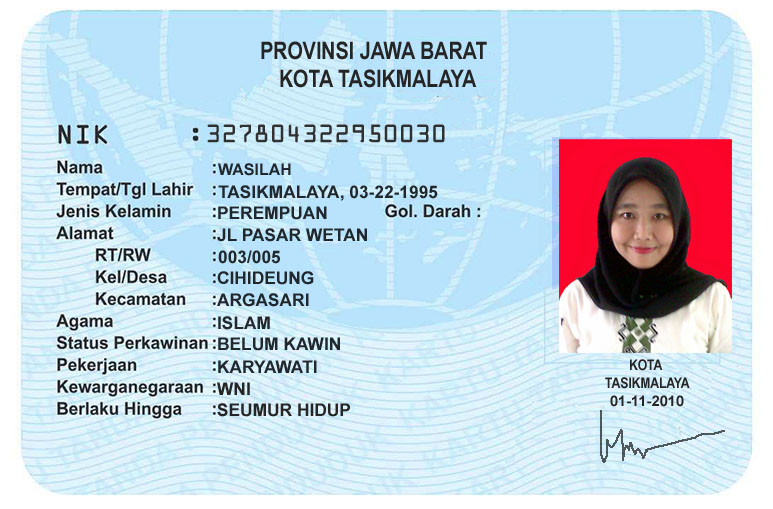 PROVINSI JAWA BARAT
KOTA TASIKMALAYA
NIK :3278043229500​30
Nama :WASILAH
Tempat/Tgl Lahir :TASIKMALAYA, 03-22-1995
Jenis Kelamin :PEREMPUAN Gol. Darah :
Alamat :JL PASAR WETAN
RT/RW :003/005
Kel/Desa :CIHIDEUNG
Kecamatan :ARGASARI
Agama :ISLAM
Status Perkawinan :BELUM KAWIN
Pekerjaan :KARYAWATI
Kewarganegaraan :WNI
Berlaku Hingga :SEUMUR HIDUP
KOTA
TASIKMALAYA
01-11-2010